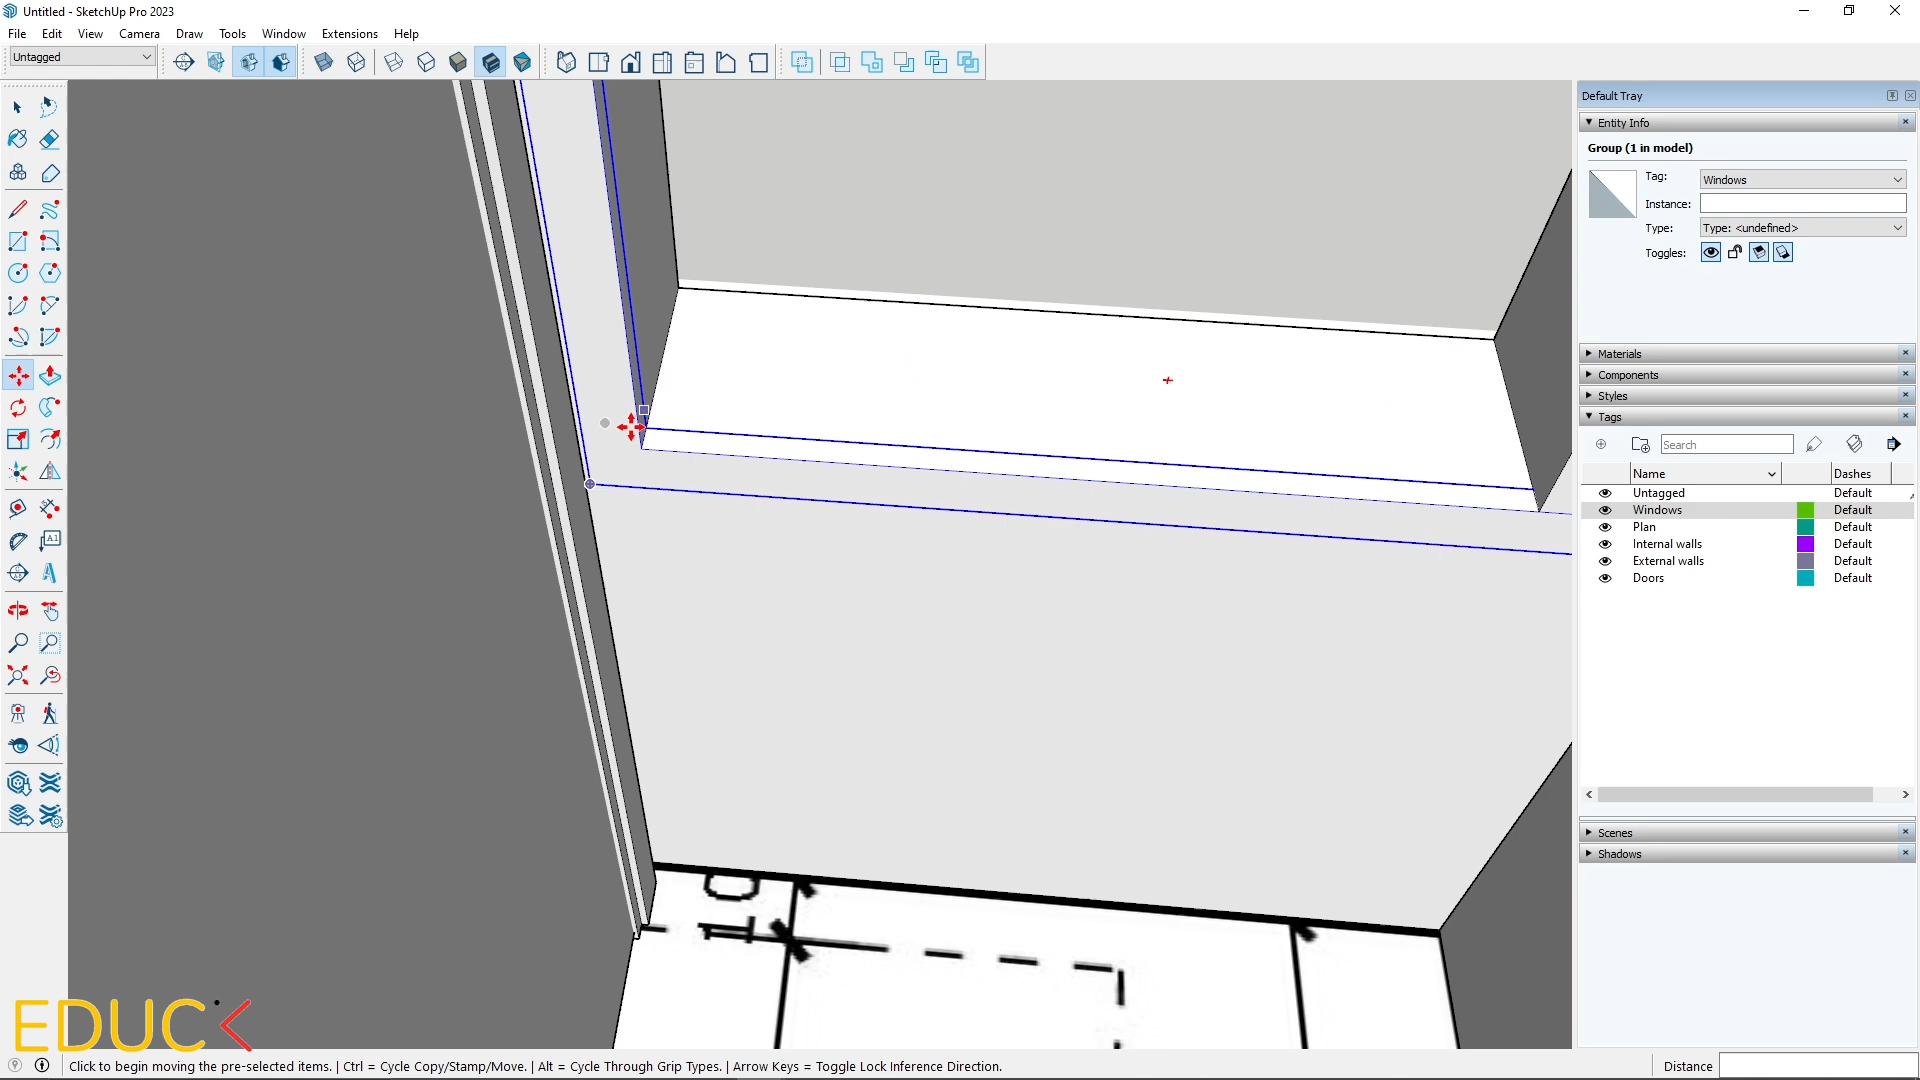 Untitled - SketchUp Pro 2023
File Edit View Camera Draw Tools Window Extensions Help
Untagged
Default Tray
Entity Info
Group (1 in model)
Tag: Windows
Instance:
Type: Type: <undefined>
Toggles:
Materials
Components
Styles
Tags
Search
Name Dashes
Untagged Default
Windows Default
Plan Default
Internal walls Default
External walls Default
Doors Default
Scenes
Shadows
EDUC
Click to begin moving the pre-selected items. | Ctrl = Cycle Copy/Stamp/Move. | Alt = Cycle Through Grip Types. | Arrow Keys = Toggle Lock Inference Direction.
Distance